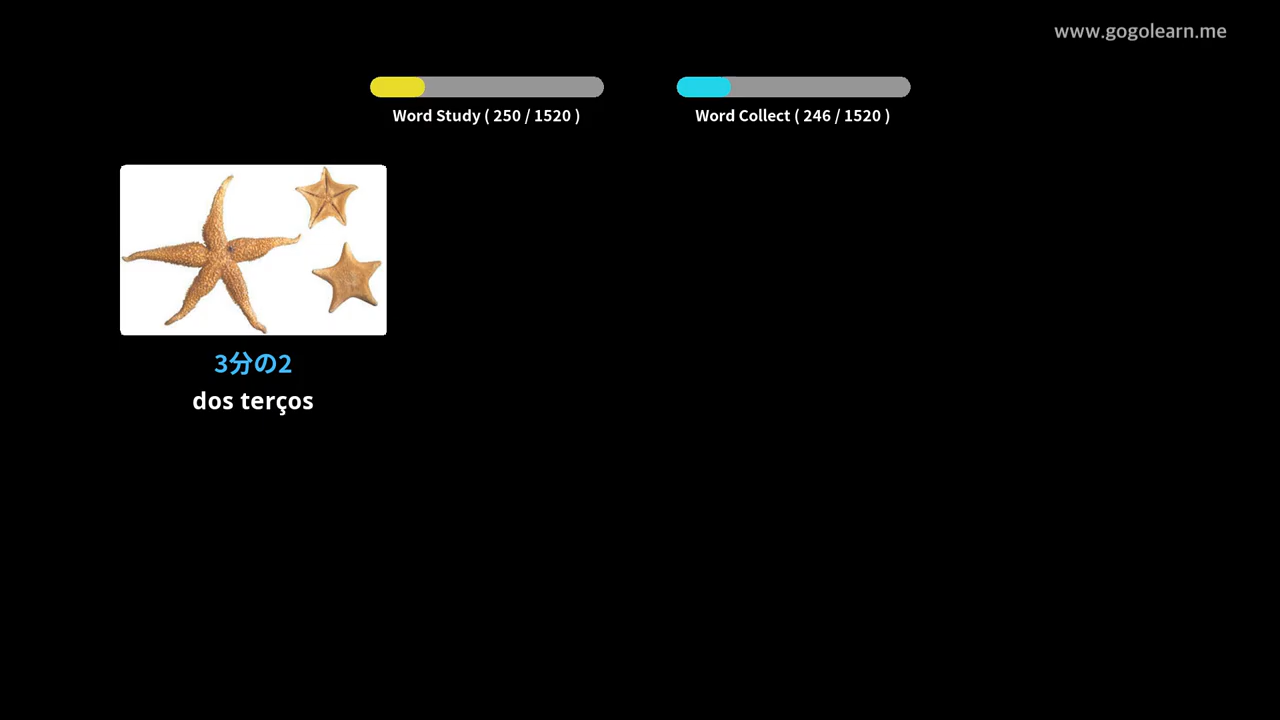 www.gogolearn.me
Word Study ( 250 / 1520 )
Word Collect ( 246 / 1520 )
3分の2
dos terços